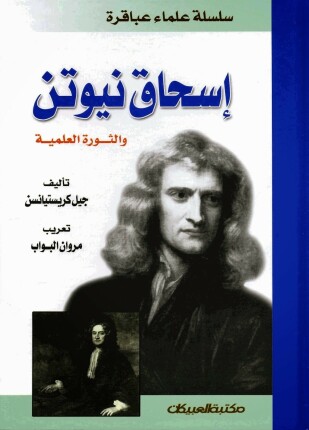 سلسلة علماء عباقرة
إسحاق نيوتن
والثورة العلمية
تأليف
جيل كريستيانسن
تعريب
مروان البواب
مكتبة العبيكان